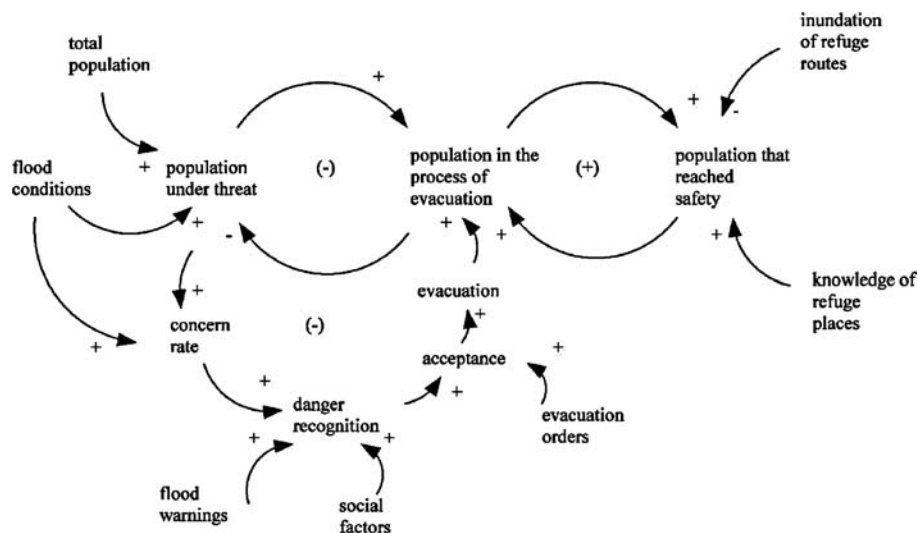 total
population
inundation
of refuge
routes
+
+
+
-
flood
conditions
+
population
under threat
(-)
population in the
process of
evacuation
(+)
population that
reached
safety
+
-
+
+
+
+
evacuation
knowledge of
refuge
places
concern
rate
(-)
+
+
acceptance
+
+
+
danger
recognition
evacuation
orders
+
+
flood
warnings
social
factors